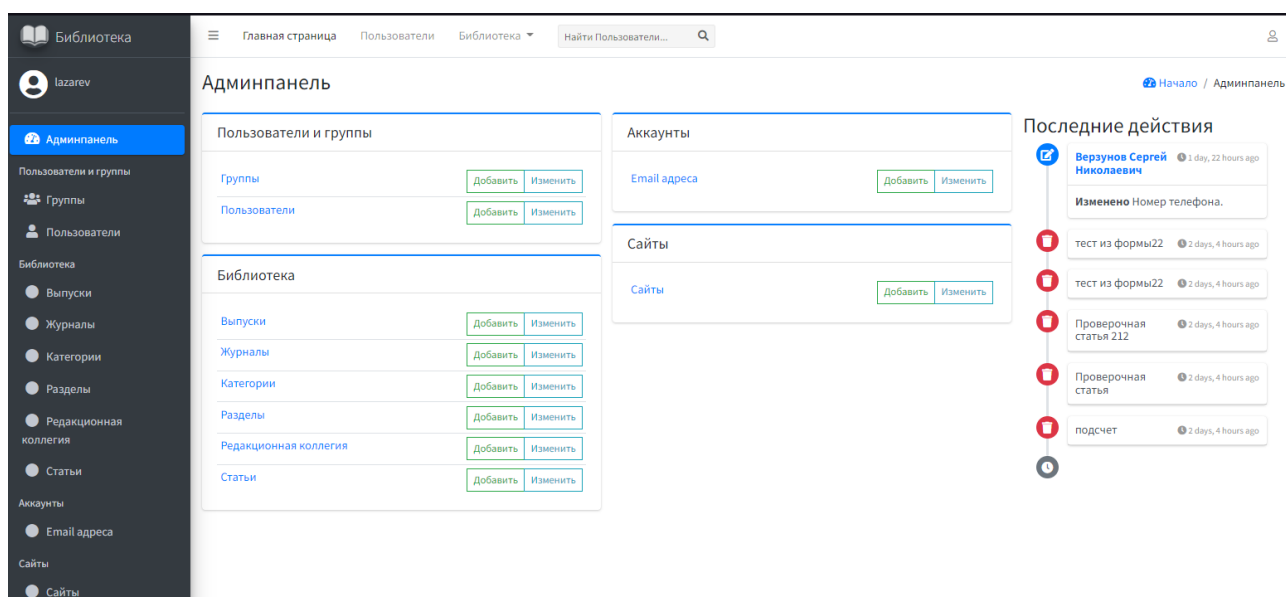 Библиотека
Главная страница Пользователи Библиотека Найти Пользователи...
lazarev
Админпанель
Начало / Админпанель
Админпанель
Пользователи и группы
Группы
Пользователи
Библиотека
Выпуски
Журналы
Категории
Разделы
Редакционная
коллегия
Статьи
Аккаунты
Email адреса
Сайты
Сайты
Пользователи и группы
Группы Добавить Изменить
Пользователи Добавить Изменить
Библиотека
Выпуски Добавить Изменить
Журналы Добавить Изменить
Категории Добавить Изменить
Разделы Добавить Изменить
Редакционная коллегия Добавить Изменить
Статьи Добавить Изменить
Аккаунты
Email адреса Добавить Изменить
Сайты
Сайты Добавить Изменить
Последние действия
Верзунов Сергей 1 day, 22 hours ago
Николаевич
Изменено Номер телефона.
тест из формы22 2 days, 4 hours ago
тест из формы22 2 days, 4 hours ago
Проверочная 2 days, 4 hours ago
статья 212
Проверочная 2 days, 4 hours ago
статья
подсчет 2 days, 4 hours ago